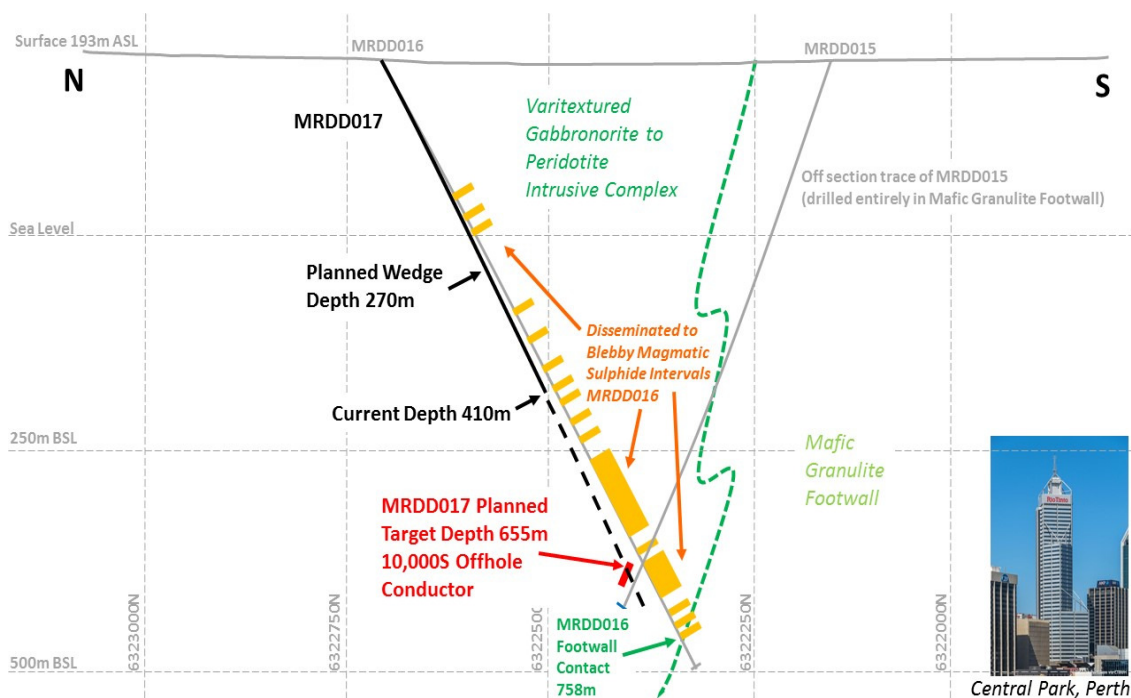 Surface 193m ASL
MRDD016
MRDD015
N
S
MRDD017
Varitextured
Gabbronorite to
Peridotite
Intrusive Complex
Off section trace of MRDD015
(drilled entirely in Mafic Granulite Footwall)
Sea Level
Planned Wedge
Depth 270m
Disseminated to
Blebby Magmatic
Sulphide Intervals
MRDD016
Current Depth 410m
250m BSL
Mafic
Granulite
Footwall
MRDD017 Planned
Target Depth 655m
10,000S Offhole
Conductor
6323000N
6322750N
632250
6322250N
6322000N
MRDD016
Footwall
Contact
758m
500m BSL
Central Park, Perth